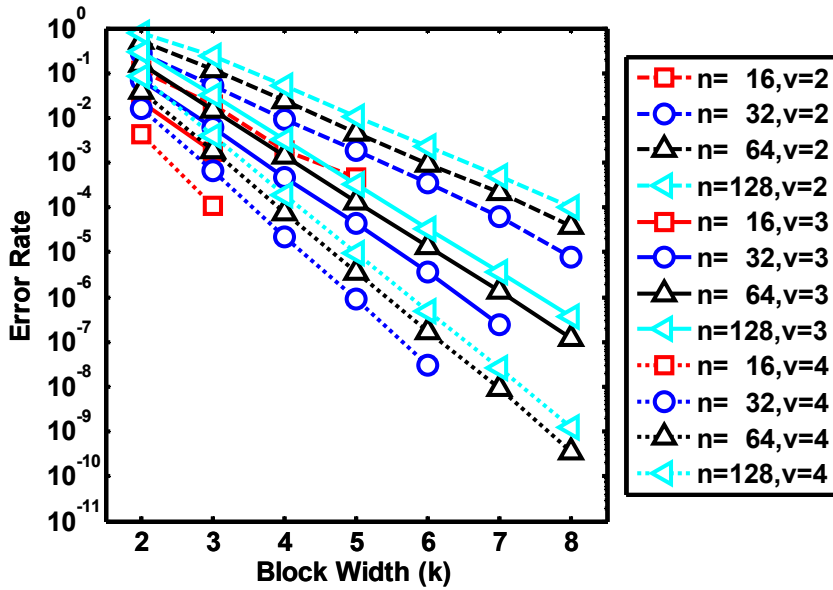 10^0
10^-1
10^-2
10^-3
10^-4
10^-5
10^-6
10^-7
10^-8
10^-9
10^-10
10^-11
Error Rate
2 3 4 5 6 7 8
Block Width (k)
n= 16,v=2
n= 32,v=2
n= 64,v=2
n=128,v=2
n= 16,v=3
n= 32,v=3
n= 64,v=3
n=128,v=3
n= 16,v=4
n= 32,v=4
n= 64,v=4
n=128,v=4